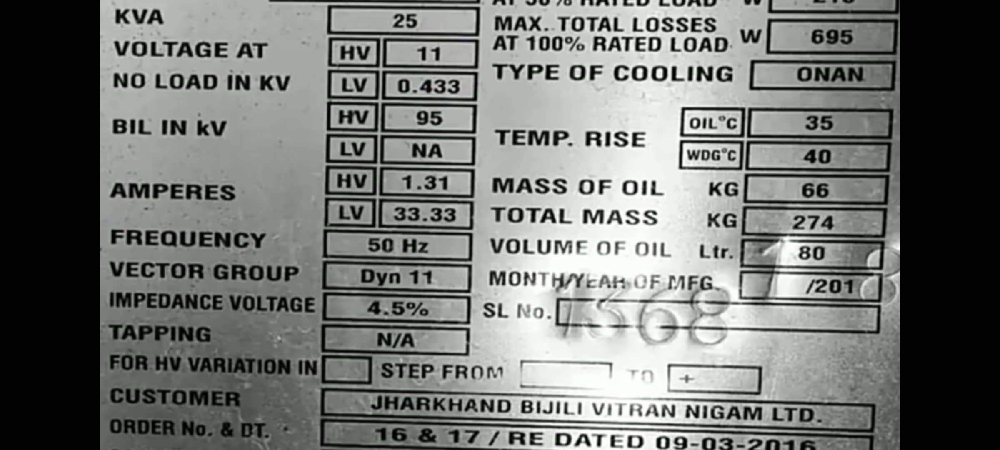 KVA 25
VOLTAGE AT HV 11
NO LOAD IN KV LV 0.433
BIL IN kV HV 95
LV NA
AMPERES HV 1.31
LV 33.33
FREQUENCY 50 Hz
VECTOR GROUP Dyn 11
IMPEDANCE VOLTAGE 4.5%
TAPPING N/A
FOR HV VARIATION IN STEP FROM TO +
CUSTOMER JHARKHAND BIJILI VITRAN NIGAM LTD.
ORDER No. & DT. 16 & 17 / RE DATED 09-03-2016
AT 50% RATED LOAD W
MAX. TOTAL LOSSES
AT 100% RATED LOAD W 695
TYPE OF COOLING ONAN
TEMP. RISE OIL°C 35
WDG°C 40
MASS OF OIL KG 66
TOTAL MASS KG 274
VOLUME OF OIL Ltr. 80
MONTH/YEAR OF MFG. /201
SL No. 1368